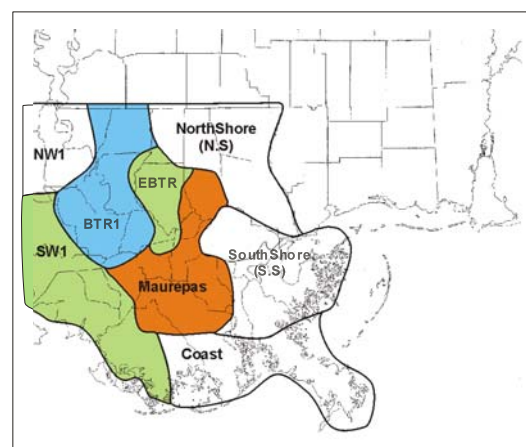 NorthShore
(N.S)
NW1
EBTR
BTR1
SW1
SouthShore
(S.S)
Maurepas
Coast